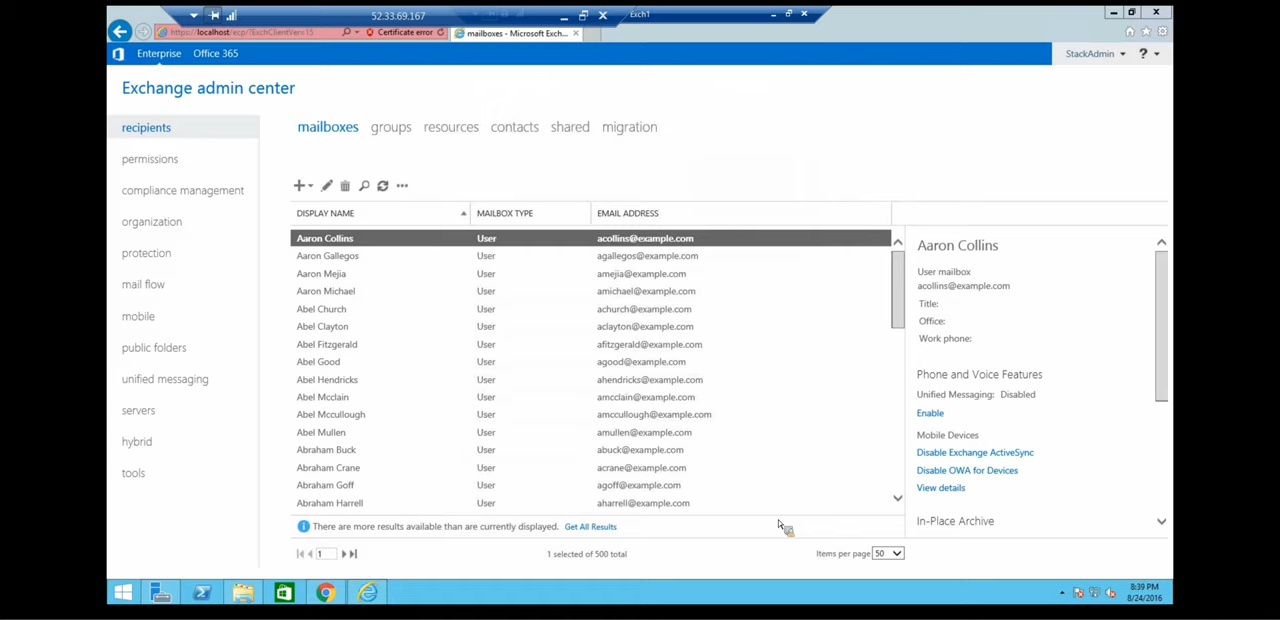 52.33.69.167
Exch1
https://localhost/ecp/?ExchClientVer=15
Certificate error
mailboxes - Microsoft Exch...
Enterprise Office 365
StackAdmin ?
Exchange admin center
recipients
permissions
compliance management
organization
protection
mail flow
mobile
public folders
unified messaging
servers
hybrid
tools
mailboxes groups resources contacts shared migration
DISPLAY NAME MAILBOX TYPE EMAIL ADDRESS
Aaron Collins User acollins@example.com
Aaron Gallegos User agallegos@example.com
Aaron Mejia User amejia@example.com
Aaron Michael User amichael@example.com
Abel Church User achurch@example.com
Abel Clayton User aclayton@example.com
Abel Fitzgerald User afitzgerald@example.com
Abel Good User agood@example.com
Abel Hendricks User ahendricks@example.com
Abel Mcclain User amcclain@example.com
Abel Mccullough User amccullough@example.com
Abel Mullen User amullen@example.com
Abraham Buck User abuck@example.com
Abraham Crane User acrane@example.com
Abraham Goff User agoff@example.com
Abraham Harrell User aharrell@example.com
There are more results available than are currently displayed. Get All Results
1
1 selected of 500 total
Items per page 50
Aaron Collins
User mailbox
acollins@example.com
Title:
Office:
Work phone:
Phone and Voice Features
Unified Messaging: Disabled
Enable
Mobile Devices
Disable Exchange ActiveSync
Disable OWA for Devices
View details
In-Place Archive
8:39 PM
8/24/2016